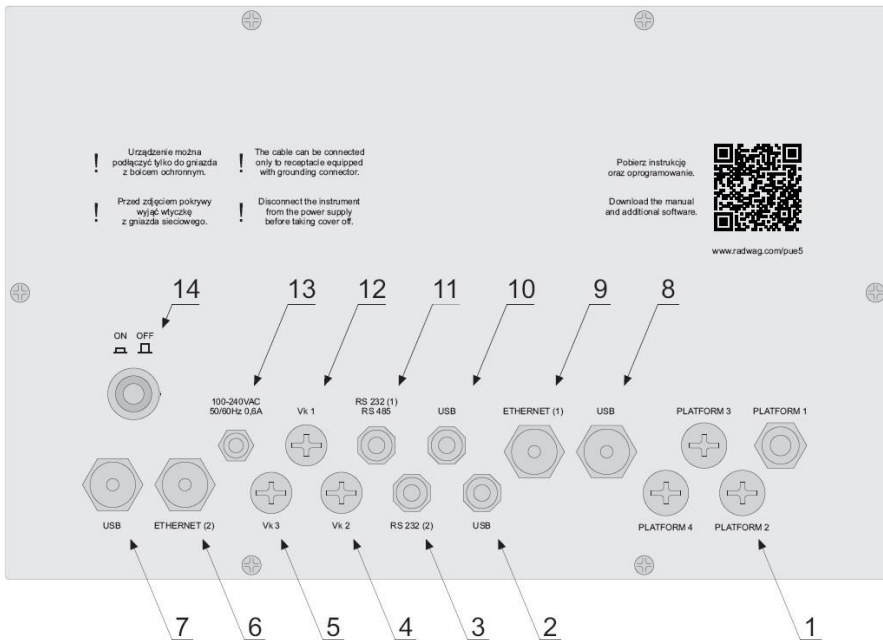 !
Urządzenie można
podłączyć tylko do gniazda
z bolcem ochronnym.
!
The cable can be connected
only to receptacle equipped
with grounding connector.
!
Przed zdjęciem pokrywy
wyjąć wtyczkę
z gniazda sieciowego.
!
Disconnect the instrument
from the power supply
before taking cover off.
Pobierz instrukcję
oraz oprogramowanie.
Download the manual
and additional software.
www.radwag.com/pue5
14 13 12 11 10 9 8
ON OFF
100-240VAC
50/60Hz 0,6A
Vk 1
RS 232 (1)
RS 485
USB
ETHERNET (1)
USB
PLATFORM 3
PLATFORM 1
USB
ETHERNET (2)
Vk 3
Vk 2
RS 232 (2)
USB
PLATFORM 4
PLATFORM 2
7 6 5 4 3 2 1